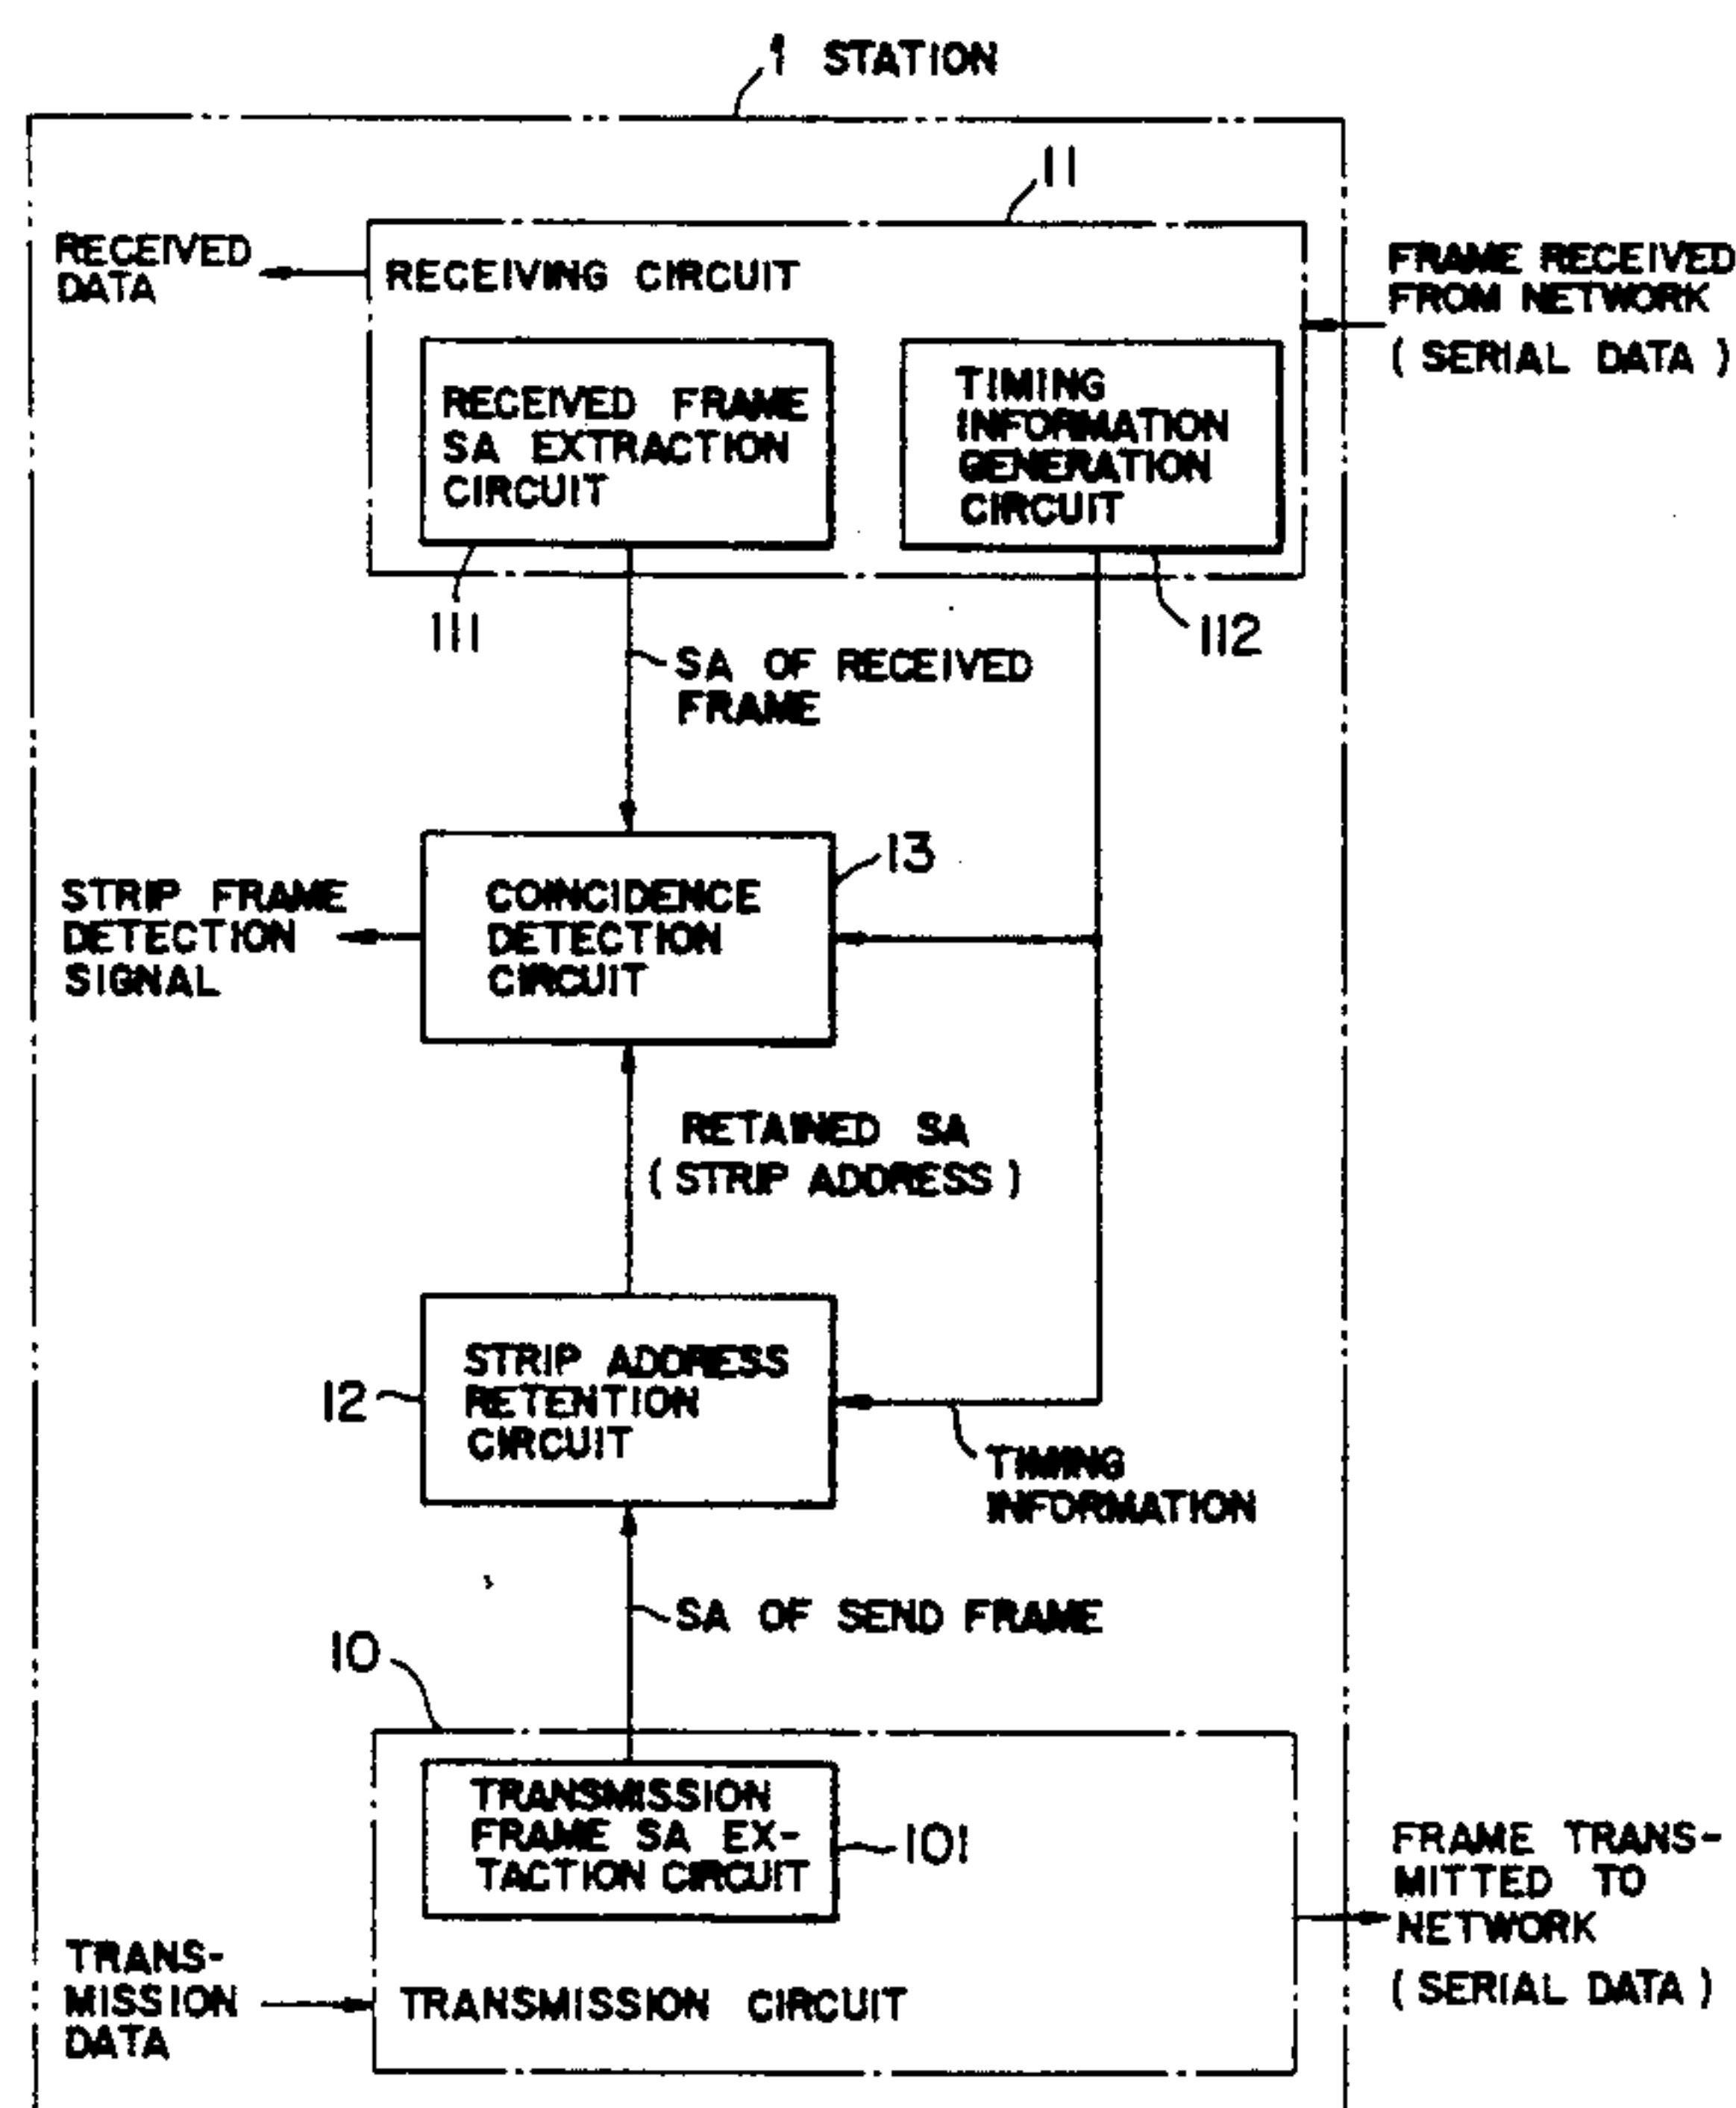 1 STATION
11
RECEIVED
DATA
RECEIVING CIRCUIT
FRAME RECEIVED
FROM NETWORK
( SERIAL DATA )
RECEIVED FRAME
SA EXTRACTION
CIRCUIT
TIMING
INFORMATION
GENERATION
CIRCUIT
111
112
SA OF RECEIVED
FRAME
13
STRIP FRAME
DETECTION
SIGNAL
COINCIDENCE
DETECTION
CIRCUIT
RETAINED SA
( STRIP ADDRESS )
12
STRIP ADDRESS
RETENTION
CIRCUIT
TIMING
INFORMATION
SA OF SEND FRAME
10
TRANSMISSION
FRAME SA EX-
TACTION CIRCUIT
101
FRAME TRANS-
MITTED TO
NETWORK
( SERIAL DATA )
TRANS-
MISSION
DATA
TRANSMISSION CIRCUIT